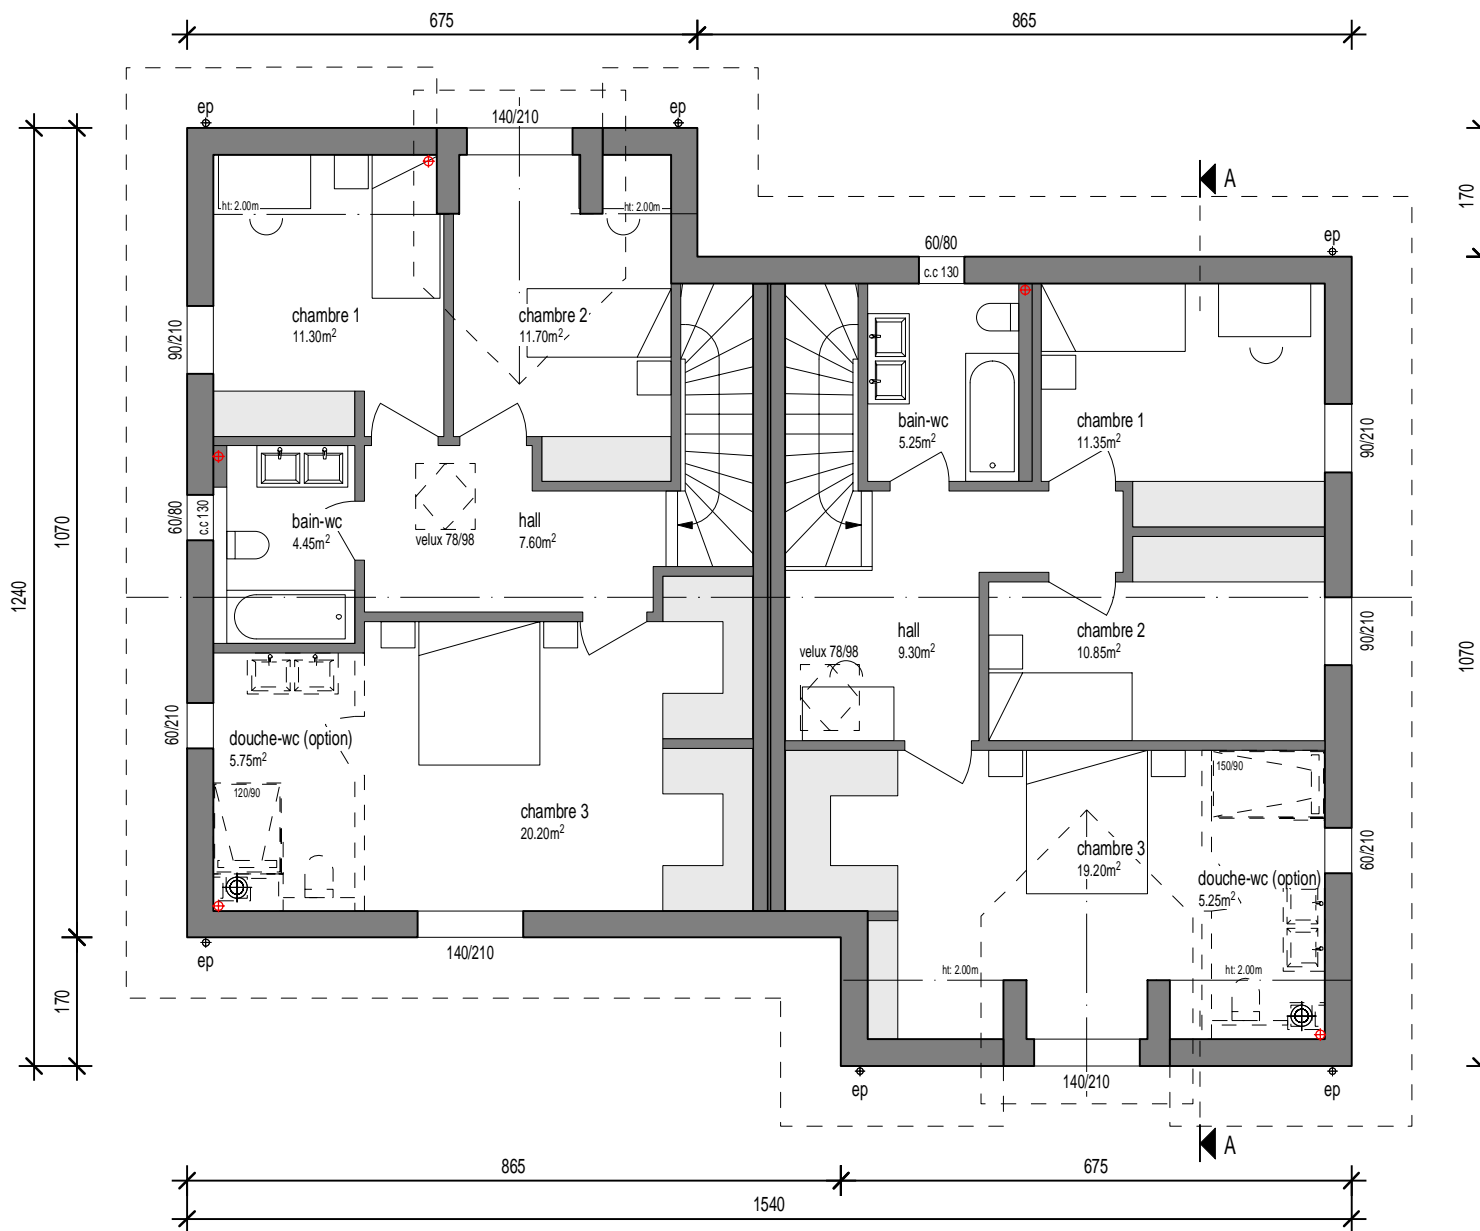 675
865
ep
140/210
ep
A
170
ht: 2.00m
ht: 2.00m
60/80
c.c 130
ep
chambre 1
11.30m²
chambre 2
11.70m²
90/210
bain-wc
5.25m²
chambre 1
11.35m²
90/210
1240
1070
60/80
c.c 130
bain-wc
4.45m²
velux 78/98
hall
7.60m²
hall
9.30m²
velux 78/98
chambre 2
10.85m²
90/210
1070
60/210
douche-wc (option)
5.75m²
120/90
chambre 3
20.20m²
150/90
chambre 3
19.20m²
60/210
douche-wc (option)
5.25m²
ep
140/210
ht: 2.00m
ht: 2.00m
170
ep
140/210
ep
A
865
675
1540